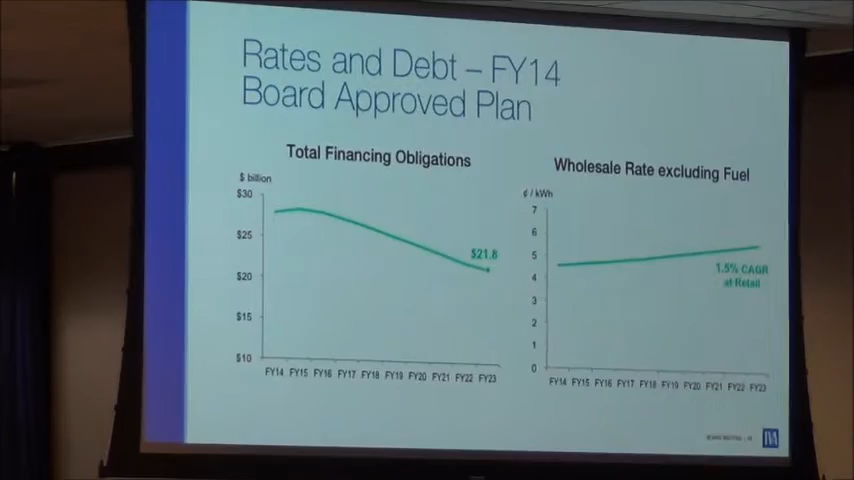 Rates and Debt – FY14
Board Approved Plan
Total Financing Obligations
$ billion
$30
$25
$20
$15
$10
$21.8
FY14 FY15 FY16 FY17 FY18 FY19 FY20 FY21 FY22 FY23
Wholesale Rate excluding Fuel
¢ / kWh
7
6
5
4
3
2
1
0
1.5% CAGR
at Retail
FY14 FY15 FY16 FY17 FY18 FY19 FY20 FY21 FY22 FY23
TVA